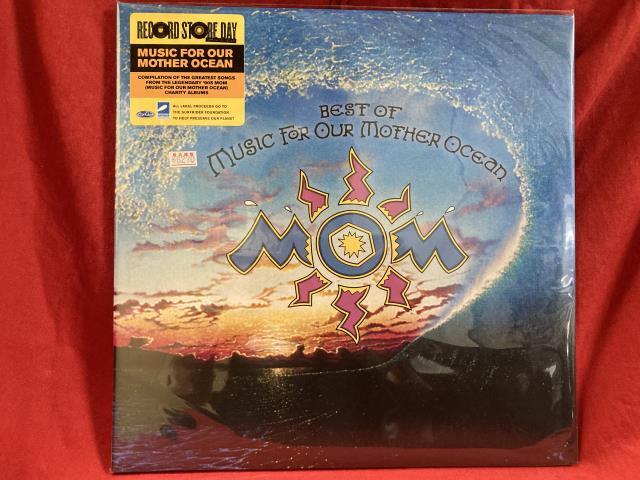 RECORD STORE DAY
MUSIC FOR OUR
MOTHER OCEAN
COMPILATION OF THE GREATEST SONGS
FROM THE LEGENDARY '90S MOM
(MUSIC FOR OUR MOTHER OCEAN)
CHARITY ALBUMS
ALL LABEL PROCEEDS GO TO
THE SURFRIDER FOUNDATION
TO HELP PRESERVE OUR PLANET
BEST OF
MUSIC FOR OUR MOTHER OCEAN
MOM